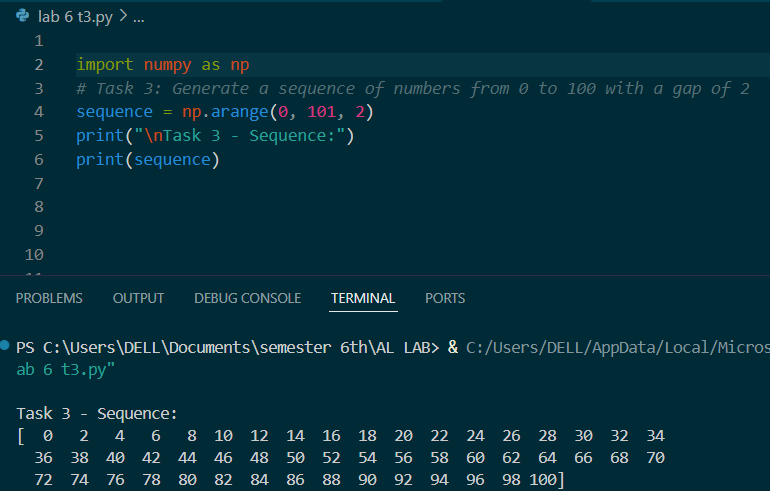 lab 6 t3.py > ...
1
2 import numpy as np
3 # Task 3: Generate a sequence of numbers from 0 to 100 with a gap of 2
4 sequence = np.arange(0, 101, 2)
5 print("\nTask 3 - Sequence:")
6 print(sequence)
7
8
9
10
PROBLEMS OUTPUT DEBUG CONSOLE TERMINAL PORTS
PS C:\Users\DELL\Documents\semester 6th\AL LAB> & C:/Users/DELL/AppData/Local/Micros
ab 6 t3.py"
Task 3 - Sequence:
[ 0 2 4 6 8 10 12 14 16 18 20 22 24 26 28 30 32 34
36 38 40 42 44 46 48 50 52 54 56 58 60 62 64 66 68 70
72 74 76 78 80 82 84 86 88 90 92 94 96 98 100]